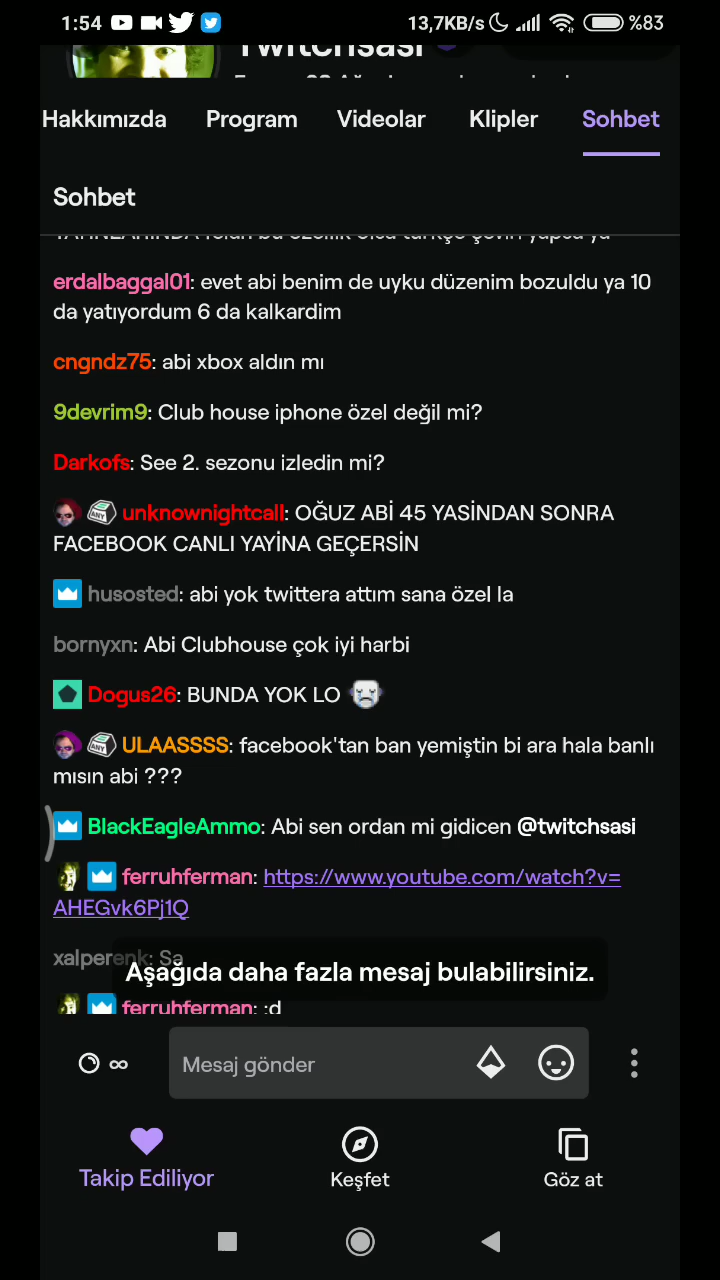 1:54
13,7KB/s
%83
Twitchsasi
Hakkımızda Program Videolar Klipler Sohbet
Sohbet
erdalbaggal01: evet abi benim de uyku düzenim bozuldu ya 10
da yatıyordum 6 da kalkardim
cngndz75: abi xbox aldın mı
9devrim9: Club house iphone özel değil mi?
Darkofs: See 2. sezonu izledin mi?
ANY unknownightcall: OĞUZ ABİ 45 YASİNDAN SONRA
FACEBOOK CANLI YAYİNA GEÇERSİN
husosted: abi yok twittera attım sana özel la
bornyxn: Abi Clubhouse çok iyi harbi
Dogus26: BUNDA YOK LO
ANY ULAASSSS: facebook'tan ban yemiştin bi ara hala banlı
mısın abi ???
BlackEagleAmmo: Abi sen ordan mi gidicen @twitchsasi
ferruhferman: https://www.youtube.com/watch?v=
AHEGvk6Pj1Q
xalperenk: Sa
Aşağıda daha fazla mesaj bulabilirsiniz.
ferruhferman: :d
∞ Mesaj gönder
Takip Ediliyor Keşfet Göz at